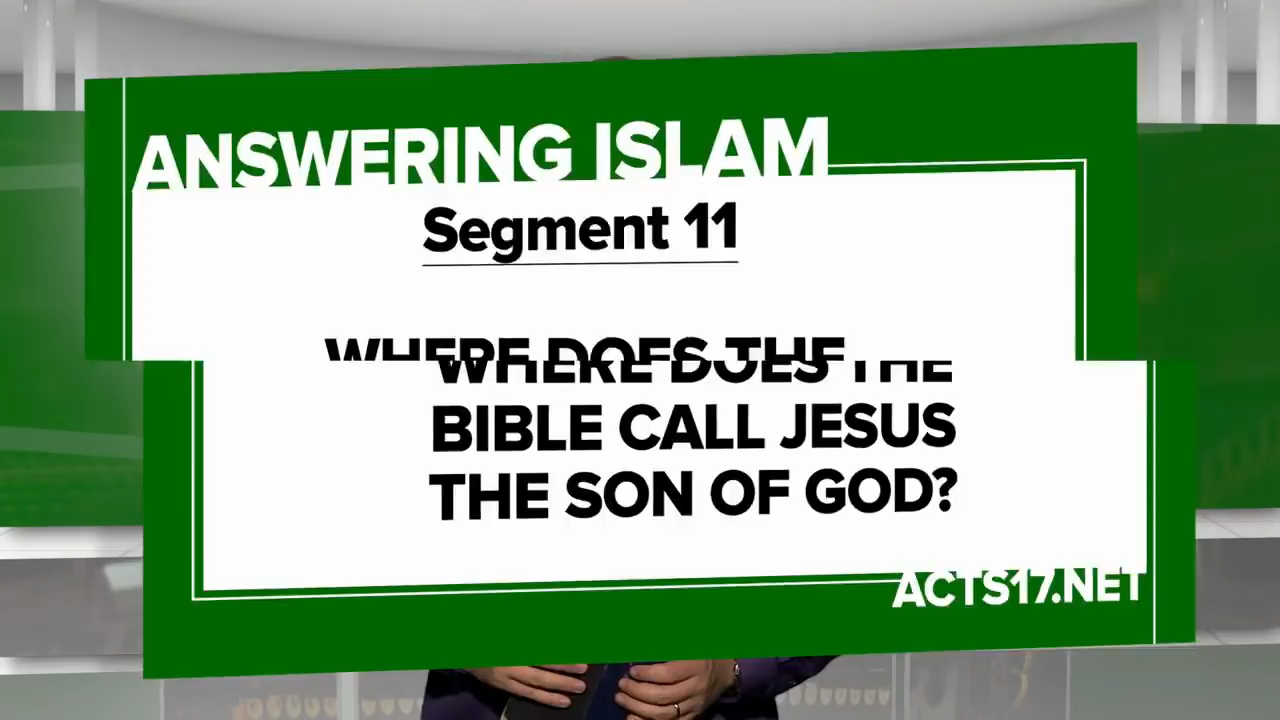 ANSWERING ISLAM
Segment 11
WHERE DOES THE
BIBLE CALL JESUS
THE SON OF GOD?
ACTS17.NET